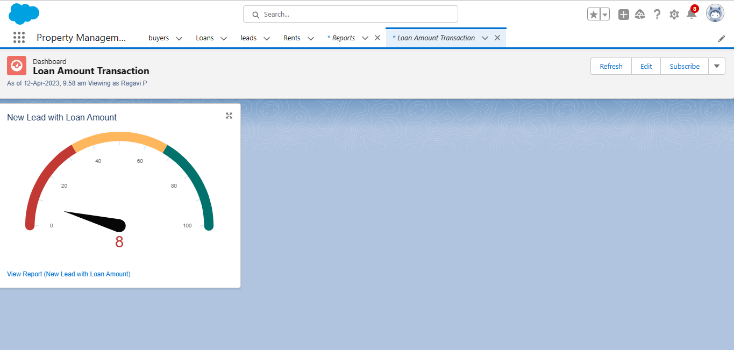 Search...
8
Property Managem...
buyers
Loans
leads
Rents
* Reports
* Loan Amount Transaction
Dashboard
Loan Amount Transaction
As of 12-Apr-2023, 9:58 am Viewing as Ragavi P
Refresh
Edit
Subscribe
New Lead with Loan Amount
40
60
20
80
0
100
8
View Report (New Lead with Loan Amount)